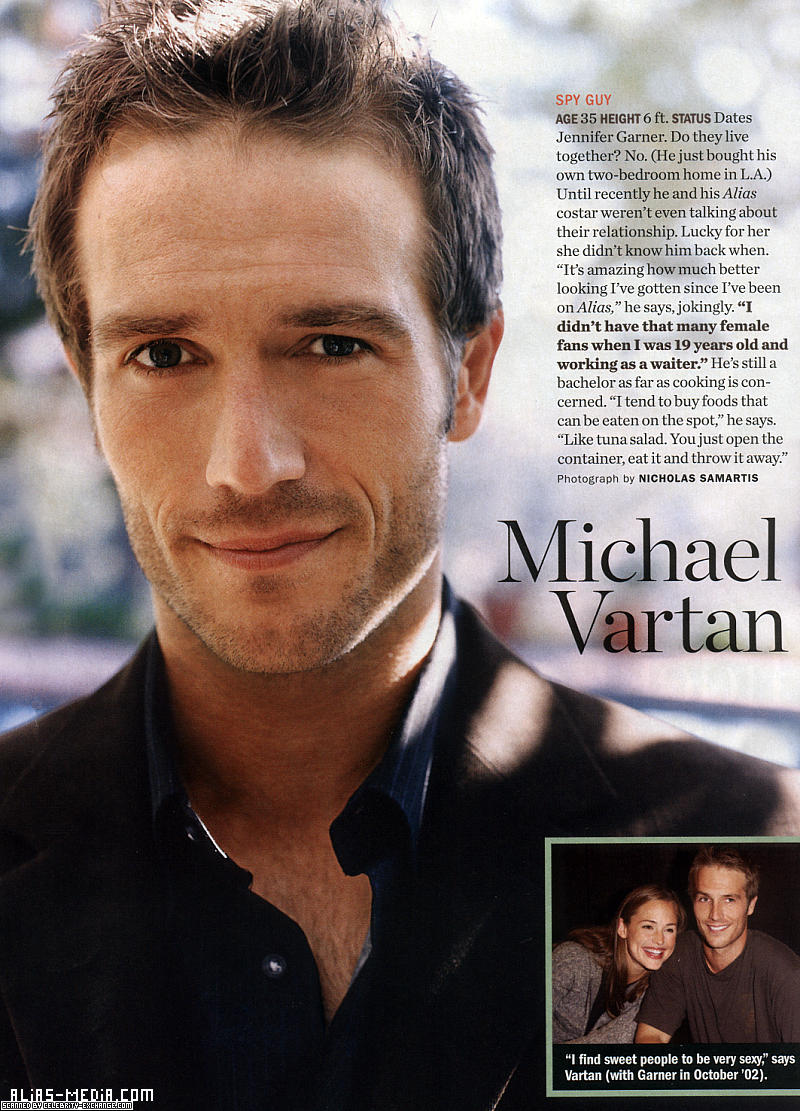 SPY GUY
AGE 35 HEIGHT 6 ft. STATUS Dates
Jennifer Garner. Do they live
together? No. (He just bought his
own two-bedroom home in L.A.)
Until recently he and his Alias
costar weren't even talking about
their relationship. Lucky for her
she didn't know him back when.
“It's amazing how much better
looking I've gotten since I've been
on Alias,” he says, jokingly. “I
didn't have that many female
fans when I was 19 years old and
working as a waiter.” He's still a
bachelor as far as cooking is con-
cerned. “I tend to buy foods that
can be eaten on the spot,” he says.
“Like tuna salad. You just open the
container, eat it and throw it away.”
Photograph by NICHOLAS SAMARTIS
Michael
Vartan
“I find sweet people to be very sexy,” says
Vartan (with Garner in October '02).
ALiAS-MEDiA.COM
SCANNED BY CELEBRITY-EXCHANGE.COM